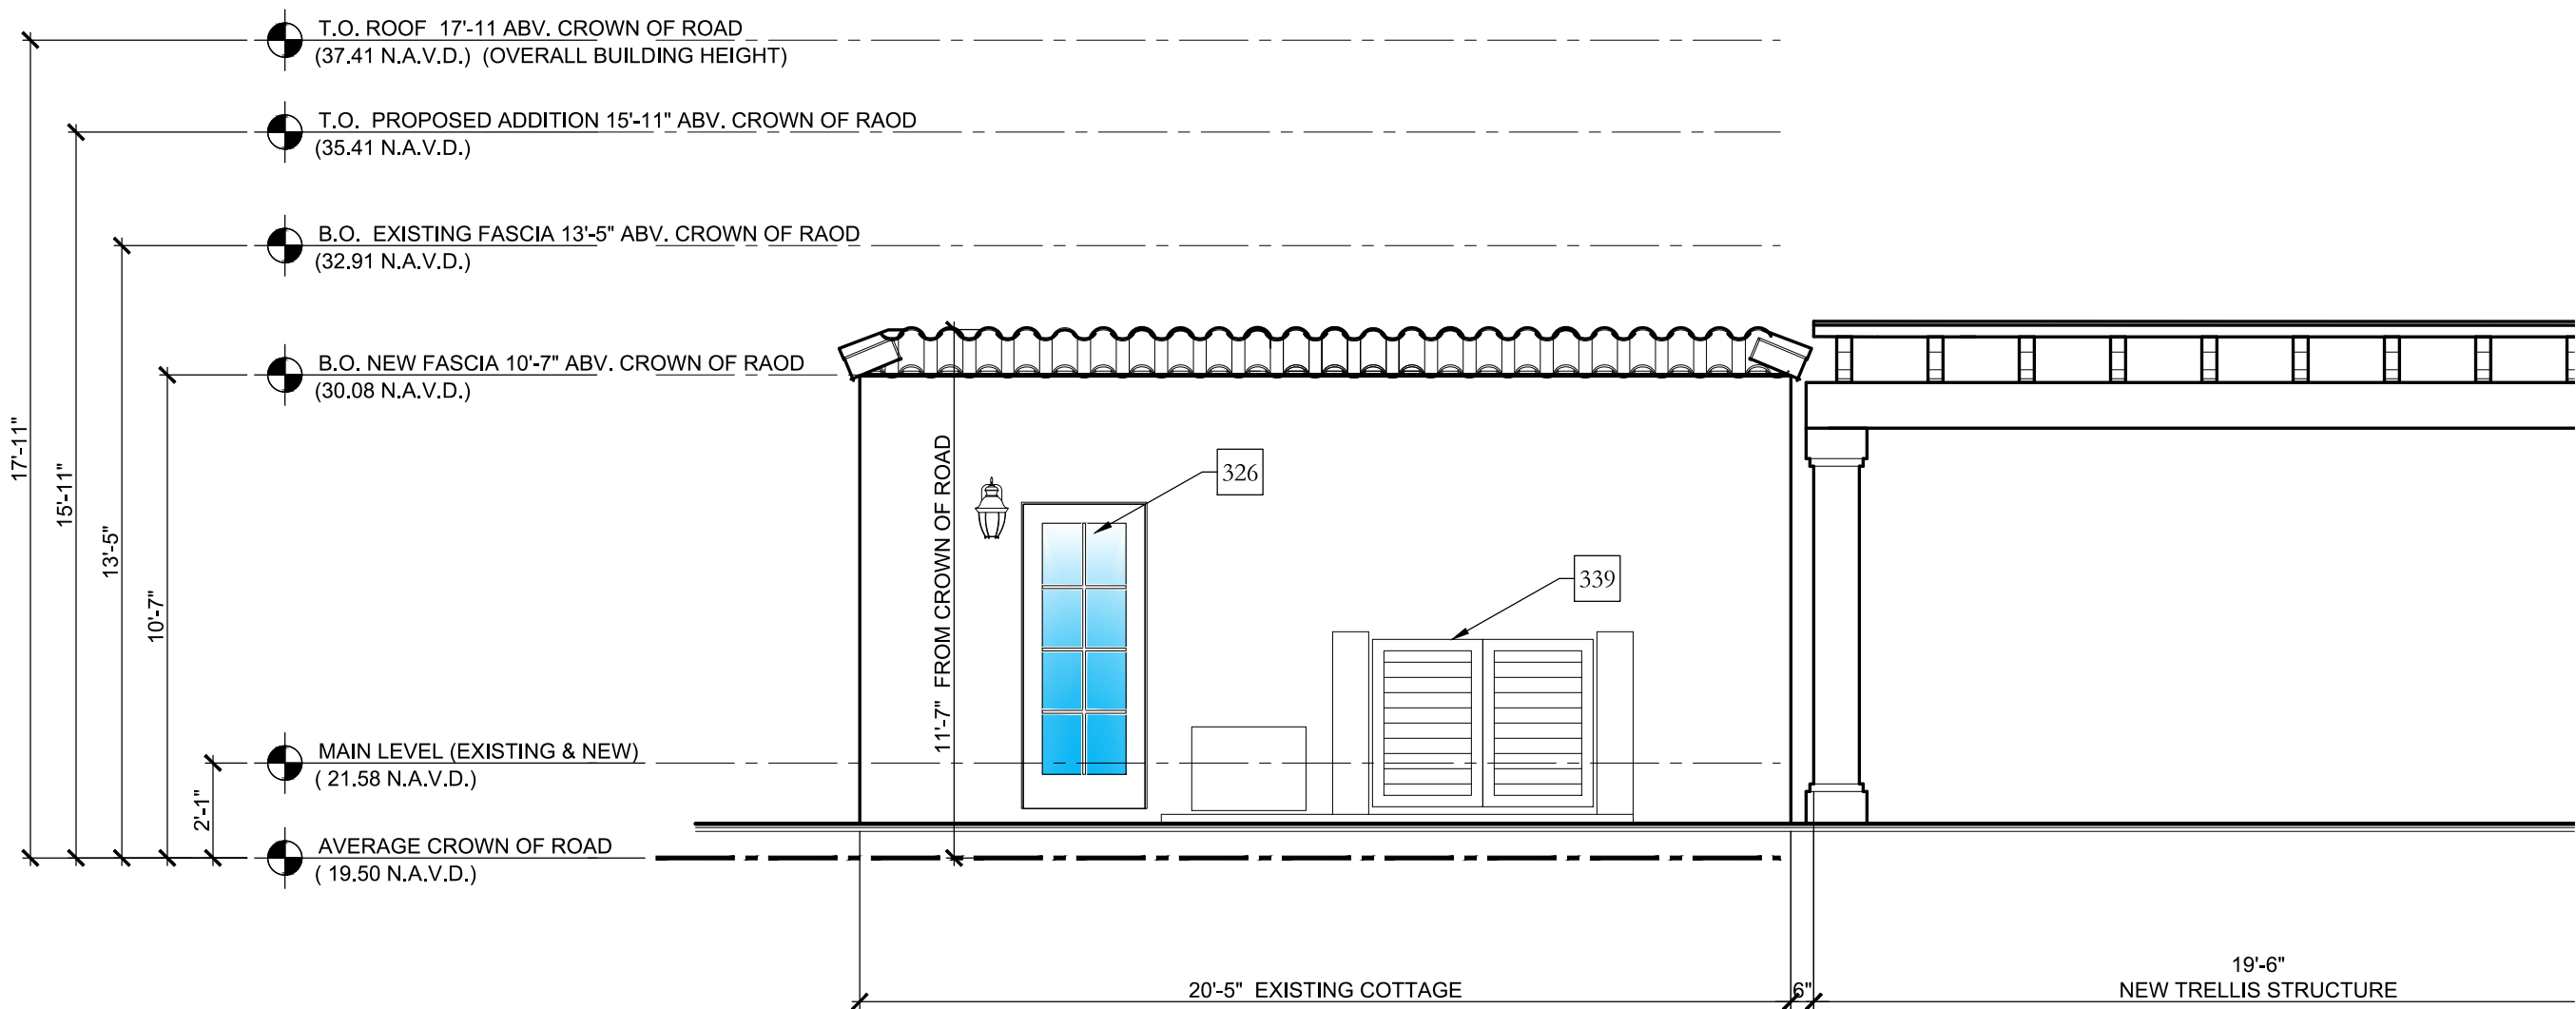 T.O. ROOF  17'-11 ABV. CROWN OF ROAD
(37.41 N.A.V.D.)  (OVERALL BUILDING HEIGHT)
T.O.  PROPOSED ADDITION 15'-11" ABV. CROWN OF RAOD
(35.41 N.A.V.D.)
B.O.  EXISTING FASCIA 13'-5" ABV. CROWN OF RAOD
(32.91 N.A.V.D.)
B.O. NEW FASCIA 10'-7" ABV. CROWN OF RAOD
(30.08 N.A.V.D.)
17'-11"
15'-11"
13'-5"
10'-7"
2'-1"
MAIN LEVEL (EXISTING & NEW)
( 21.58 N.A.V.D.)
AVERAGE CROWN OF ROAD
( 19.50 N.A.V.D.)
11'-7"  FROM CROWN OF ROAD
326
339
20'-5"  EXISTING COTTAGE
6"
19'-6"
NEW TRELLIS STRUCTURE